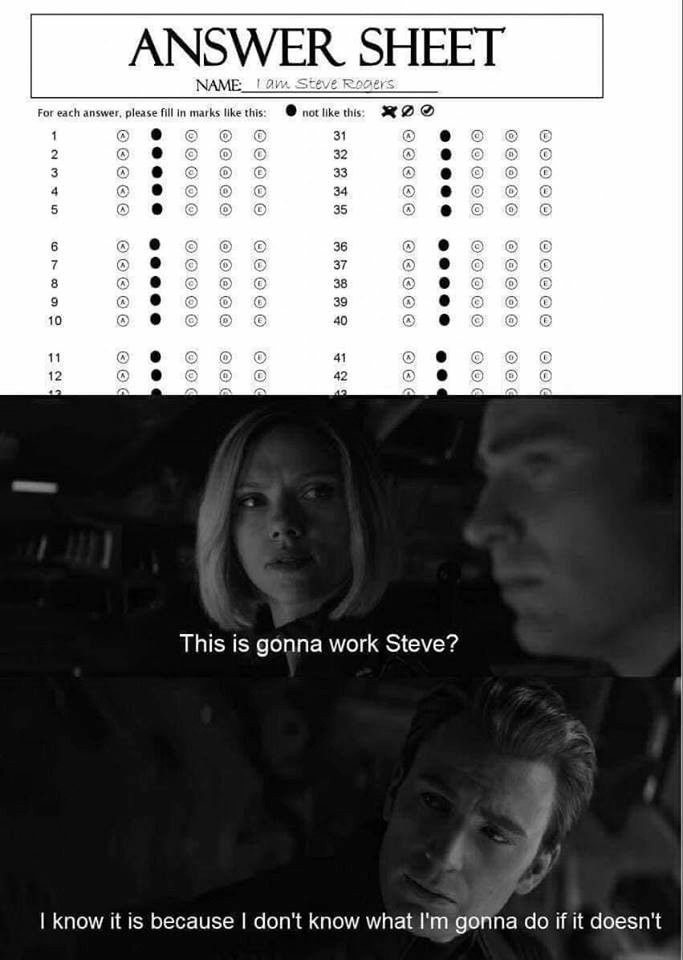 ANSWER SHEET
NAME: I am Steve Rogers
For each answer, please fill in marks like this: not like this:
1 A C D E 31 A C D E
2 A C D E 32 A C D E
3 A C D E 33 A C D E
4 A C D E 34 A C D E
5 A C D E 35 A C D E
6 A C D E 36 A C D E
7 A C D E 37 A C D E
8 A C D E 38 A C D E
9 A C D E 39 A C D E
10 A C D E 40 A C D E
11 A C D E 41 A C D E
12 A C D E 42 A C D E
This is gonna work Steve?
I know it is because I don't know what I'm gonna do if it doesn't